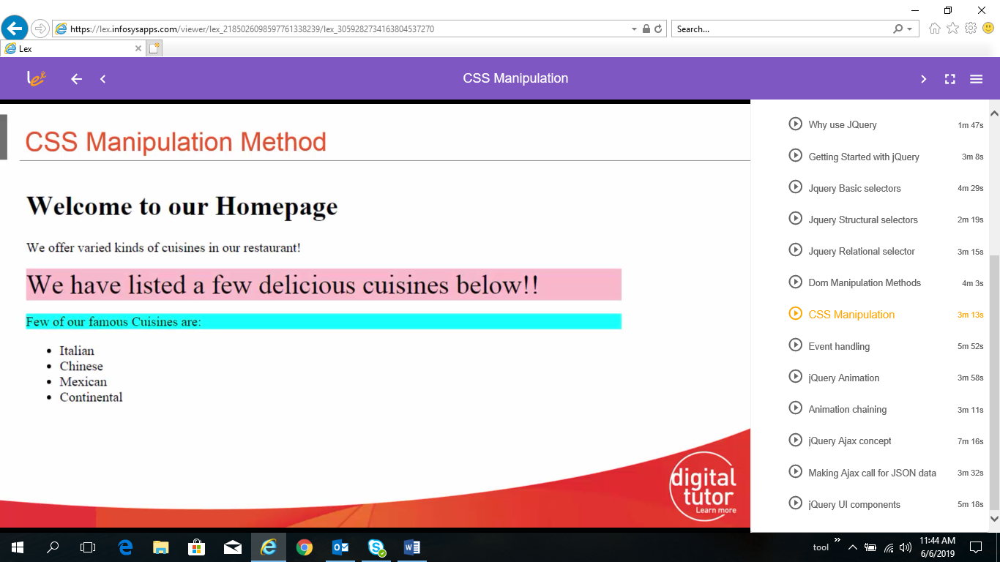 https://lex.infosysapps.com/viewer/lex_2185026098597761338239/lex_3059282734163804537270
Search...
Lex
lex
CSS Manipulation
CSS Manipulation Method
Welcome to our Homepage
We offer varied kinds of cuisines in our restaurant!
We have listed a few delicious cuisines below!!
Few of our famous Cuisines are:
• Italian
• Chinese
• Mexican
• Continental
digital
tutor
Learn more
Why use JQuery 1m 47s
Getting Started with jQuery 3m 8s
Jquery Basic selectors 4m 29s
Jquery Structural selectors 2m 19s
Jquery Relational selector 3m 15s
Dom Manipulation Methods 4m 3s
CSS Manipulation 3m 13s
Event handling 5m 52s
jQuery Animation 3m 58s
Animation chaining 3m 11s
jQuery Ajax concept 7m 16s
Making Ajax call for JSON data 3m 32s
jQuery UI components 5m 18s
tool
11:44 AM
6/6/2019